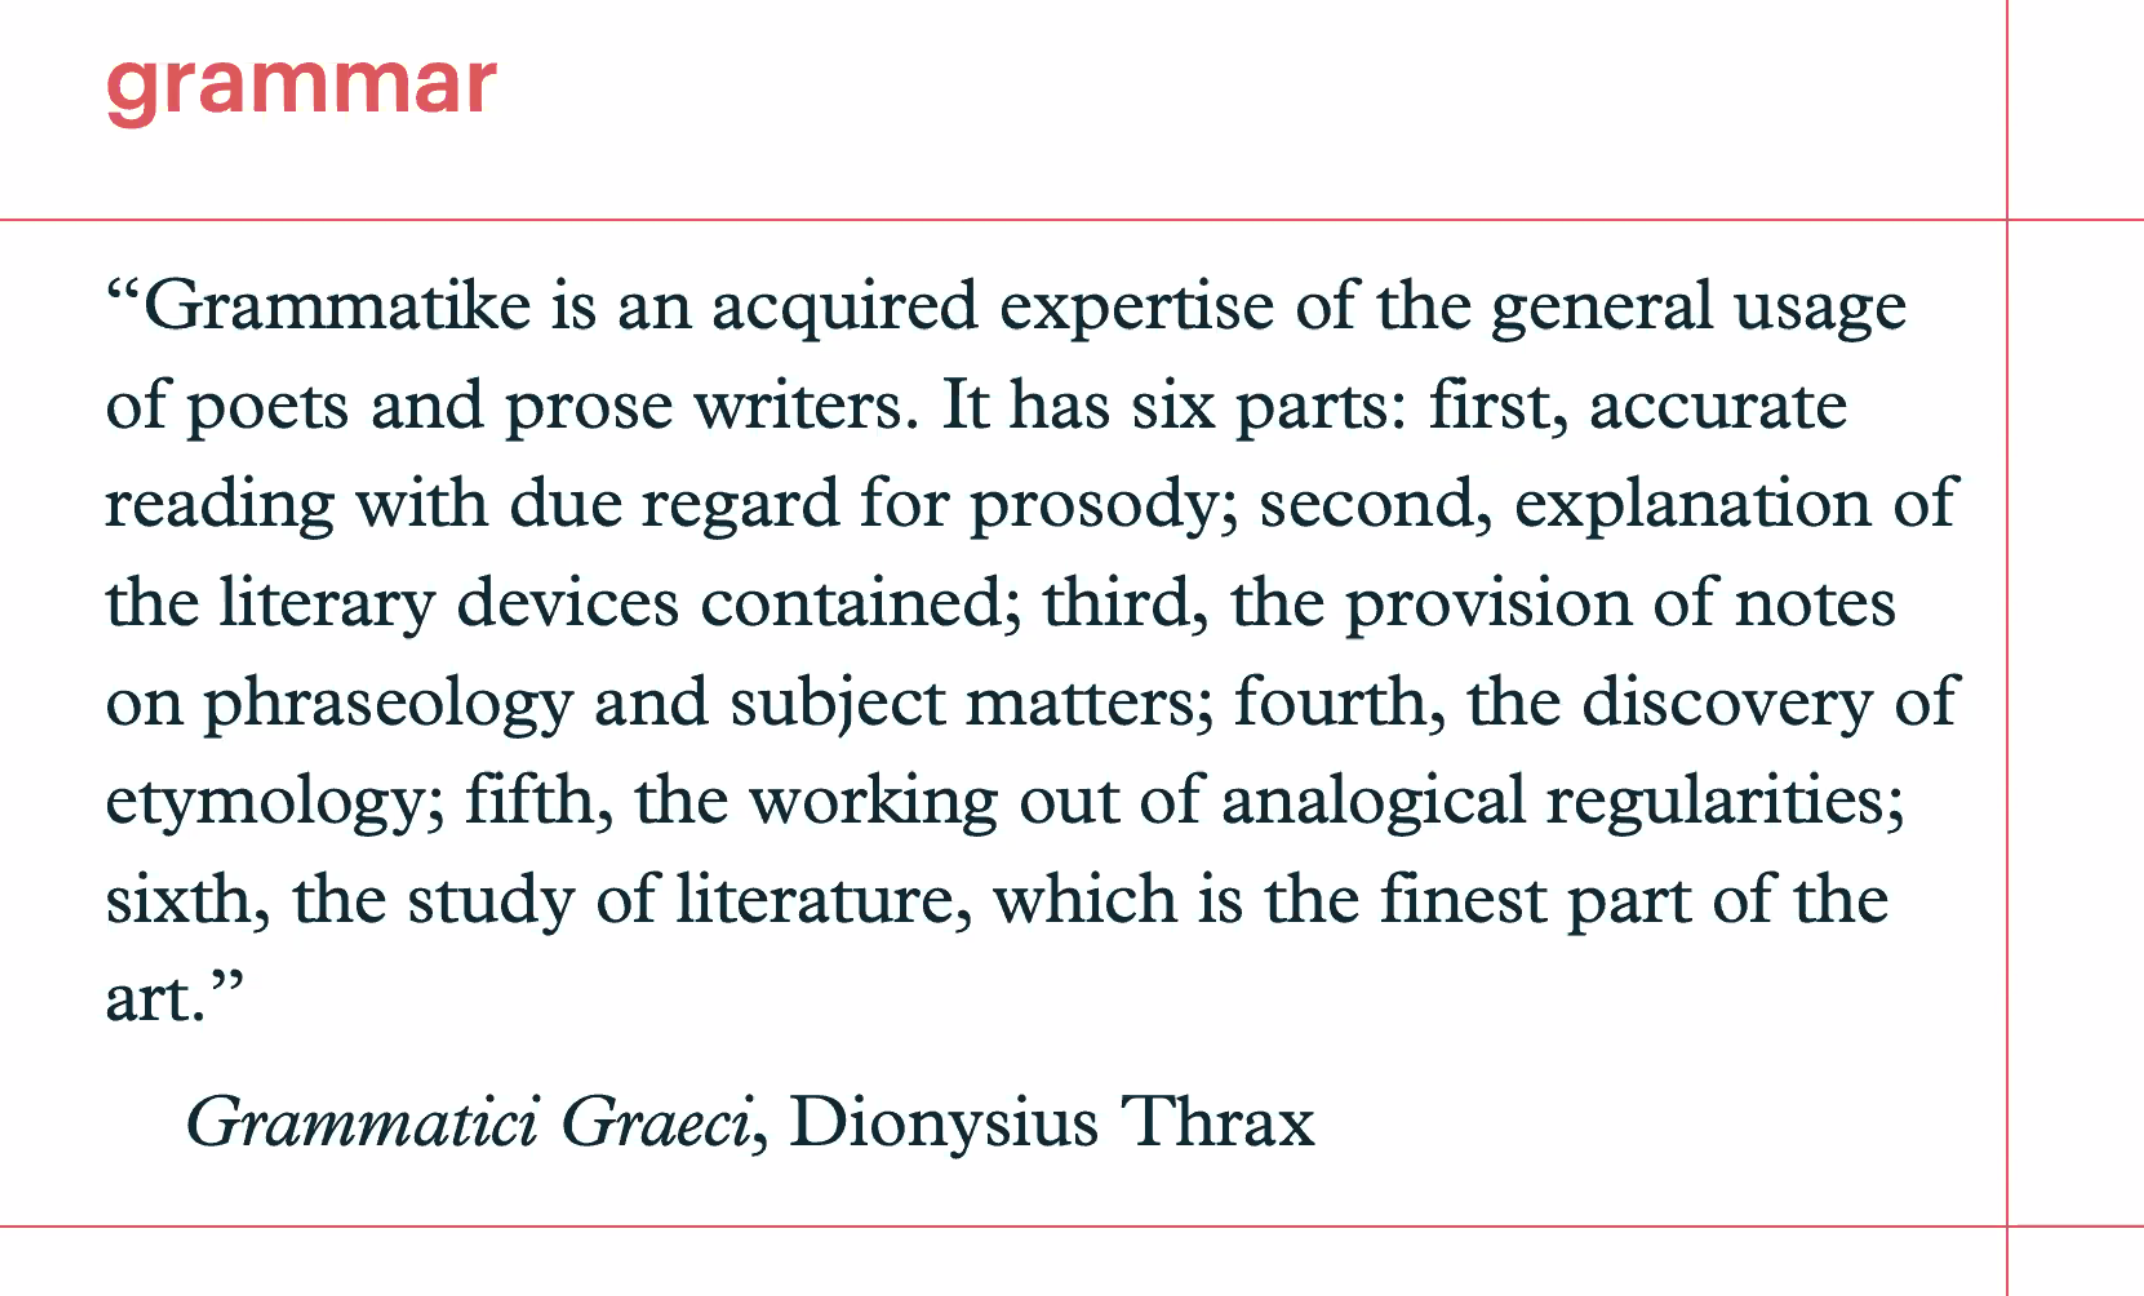 grammar
“Grammatike is an acquired expertise of the general usage
of poets and prose writers. It has six parts: first, accurate
reading with due regard for prosody; second, explanation of
the literary devices contained; third, the provision of notes
on phraseology and subject matters; fourth, the discovery of
etymology; fifth, the working out of analogical regularities;
sixth, the study of literature, which is the finest part of the
art.”
Grammatici Graeci, Dionysius Thrax